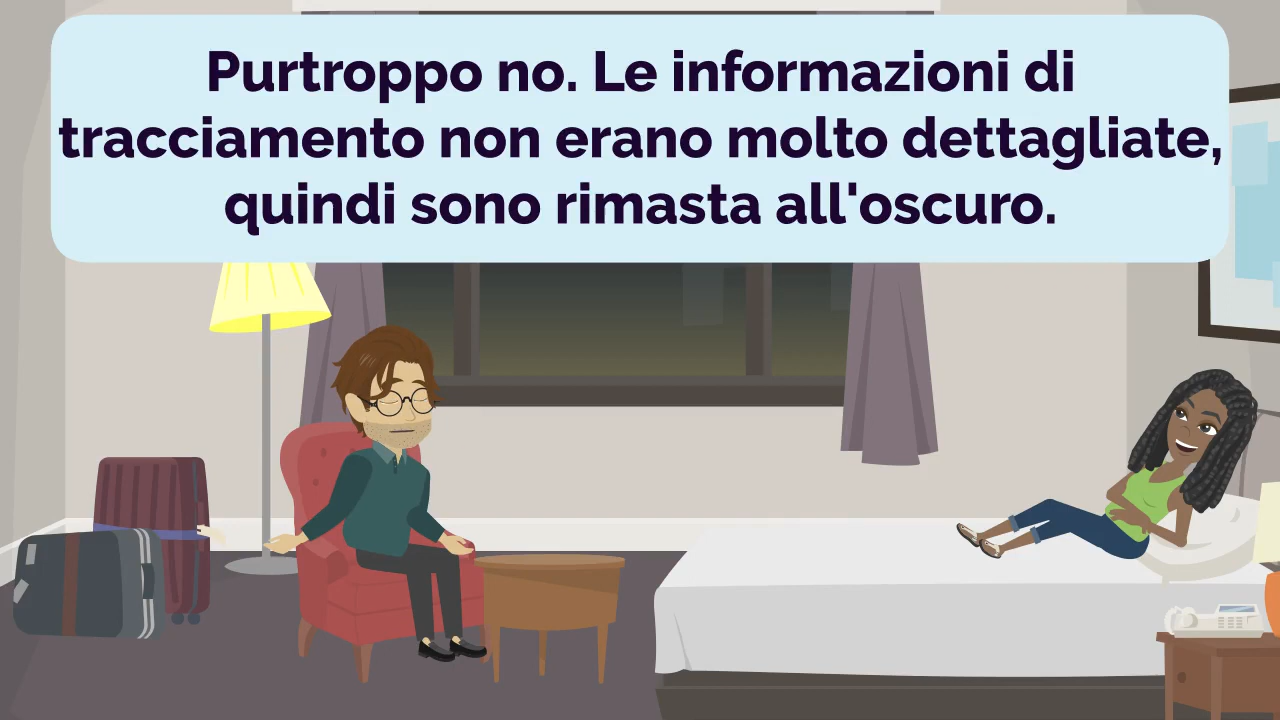 Purtroppo no. Le informazioni di
tracciamento non erano molto dettagliate,
quindi sono rimasta all'oscuro.